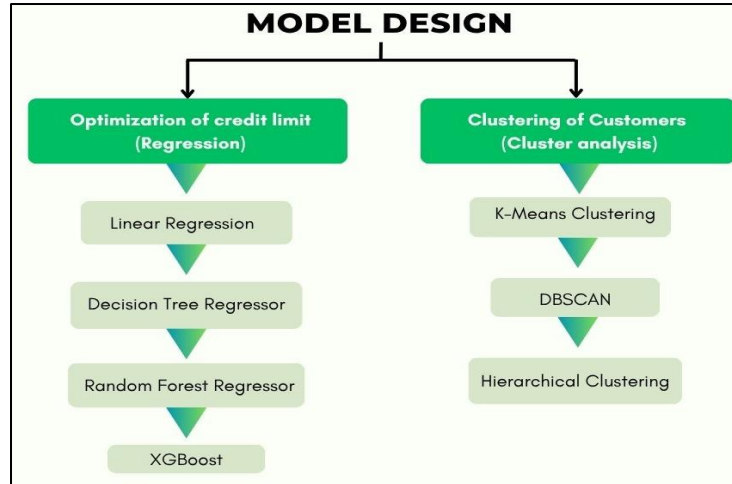 MODEL DESIGN
Optimization of credit limit
(Regression)
Linear Regression
Decision Tree Regressor
Random Forest Regressor
XGBoost
Clustering of Customers
(Cluster analysis)
K-Means Clustering
DBSCAN
Hierarchical Clustering